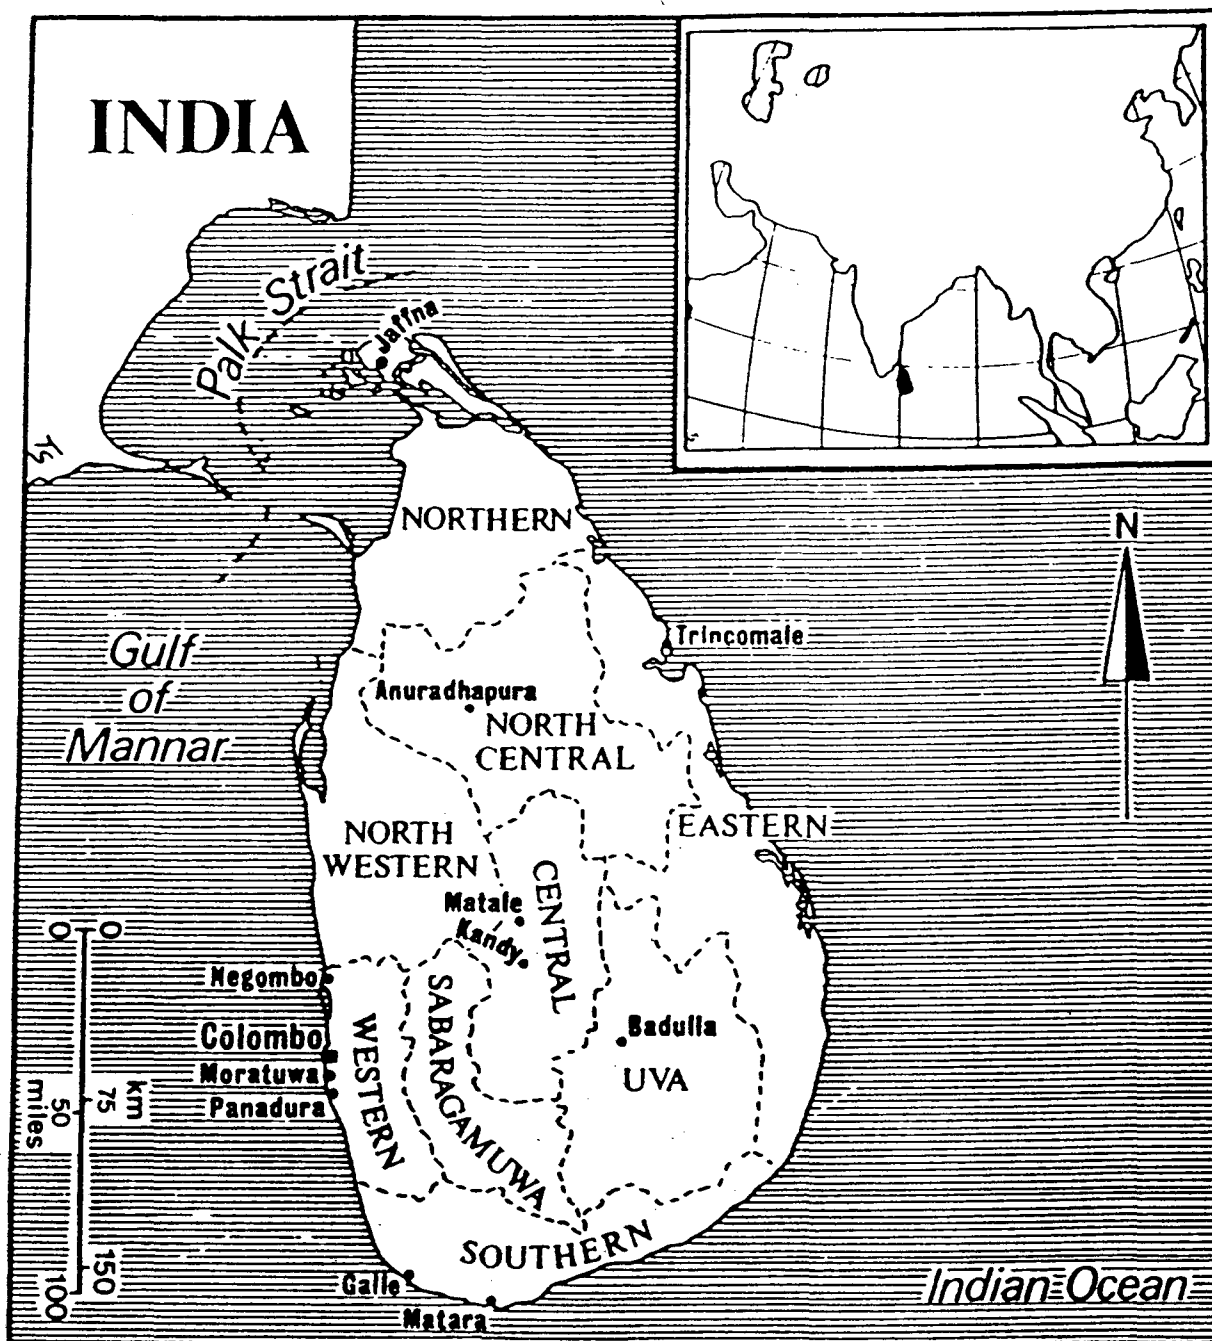 INDIA
Palk Strait
Jaffna
NORTHERN
N
Trincomale
Gulf
of
Mannar
Anuradhapura
NORTH
CENTRAL
EASTERN
NORTH
WESTERN
CENTRAL
Matale
Kandy
Negombo
SABARAGAMUWA
Colombo
WESTERN
Badulla
Moratuwa
UVA
Panadura
0 0
km
75
50
miles
150
100
SOUTHERN
Galle
Matara
Indian Ocean